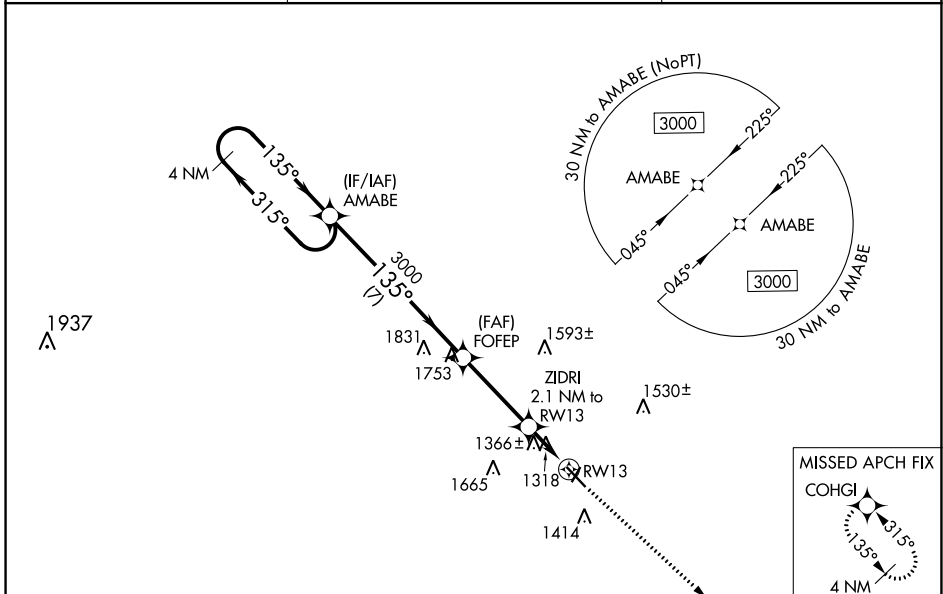 30 NM to AMABE (NoPT)
3000
225°
AMABE
045°
225°
AMABE
045°
3000
30 NM to AMABE
4 NM
135°
315°
(IF/IAF)
AMABE
3000
135°
(7)
1937
1831
1753
(FAF)
FOFEP
1593±
ZIDRI
2.1 NM to
RW13
1530±
1366±
1665
1318
RW13
1414
MISSED APCH FIX
COHGI
315°
135°
4 NM